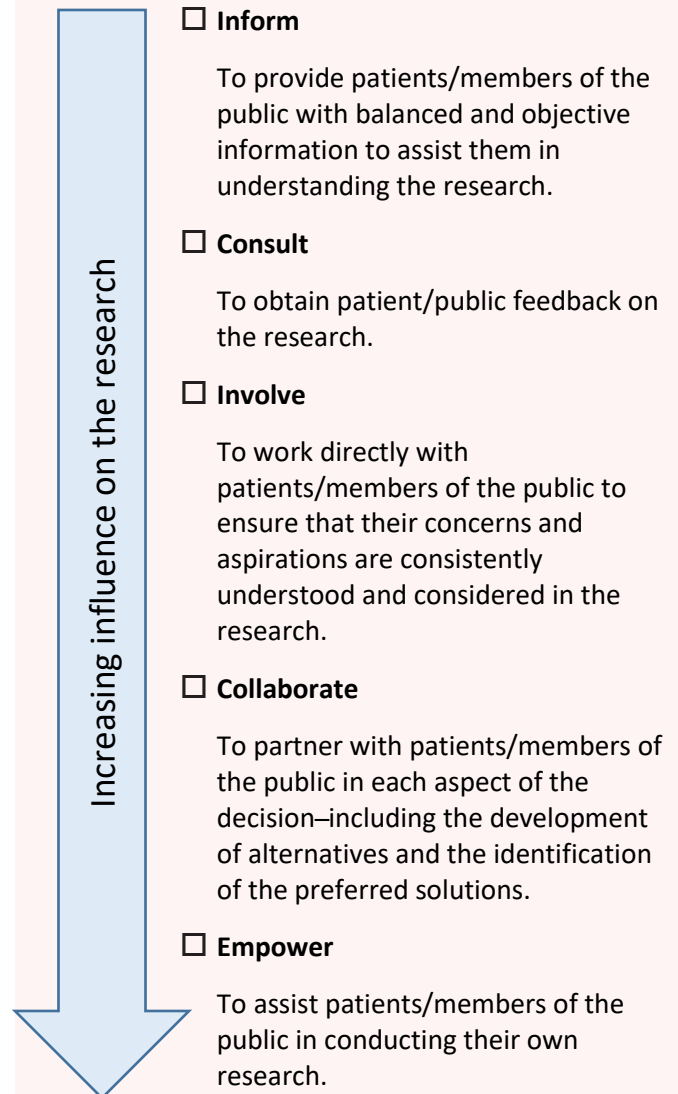 Increasing influence on the research
☐ Inform
To provide patients/members of the
public with balanced and objective
information to assist them in
understanding the research.
☐ Consult
To obtain patient/public feedback on
the research.
☐ Involve
To work directly with
patients/members of the public to
ensure that their concerns and
aspirations are consistently
understood and considered in the
research.
☐ Collaborate
To partner with patients/members of
the public in each aspect of the
decision–including the development
of alternatives and the identification
of the preferred solutions.
☐ Empower
To assist patients/members of the
public in conducting their own
research.